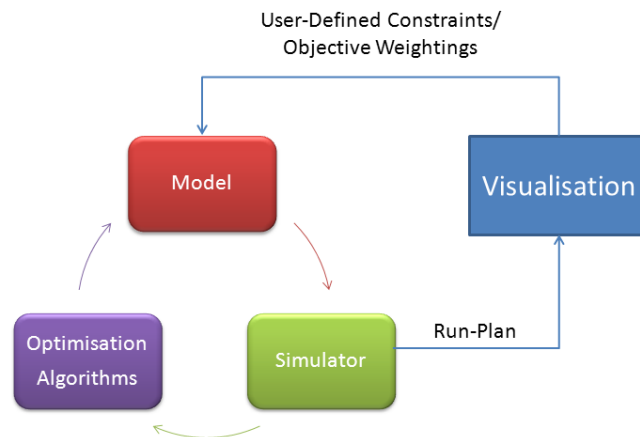 User-Defined Constraints/
Objective Weightings
Model
Visualisation
Optimisation
Algorithms
Simulator
Run-Plan